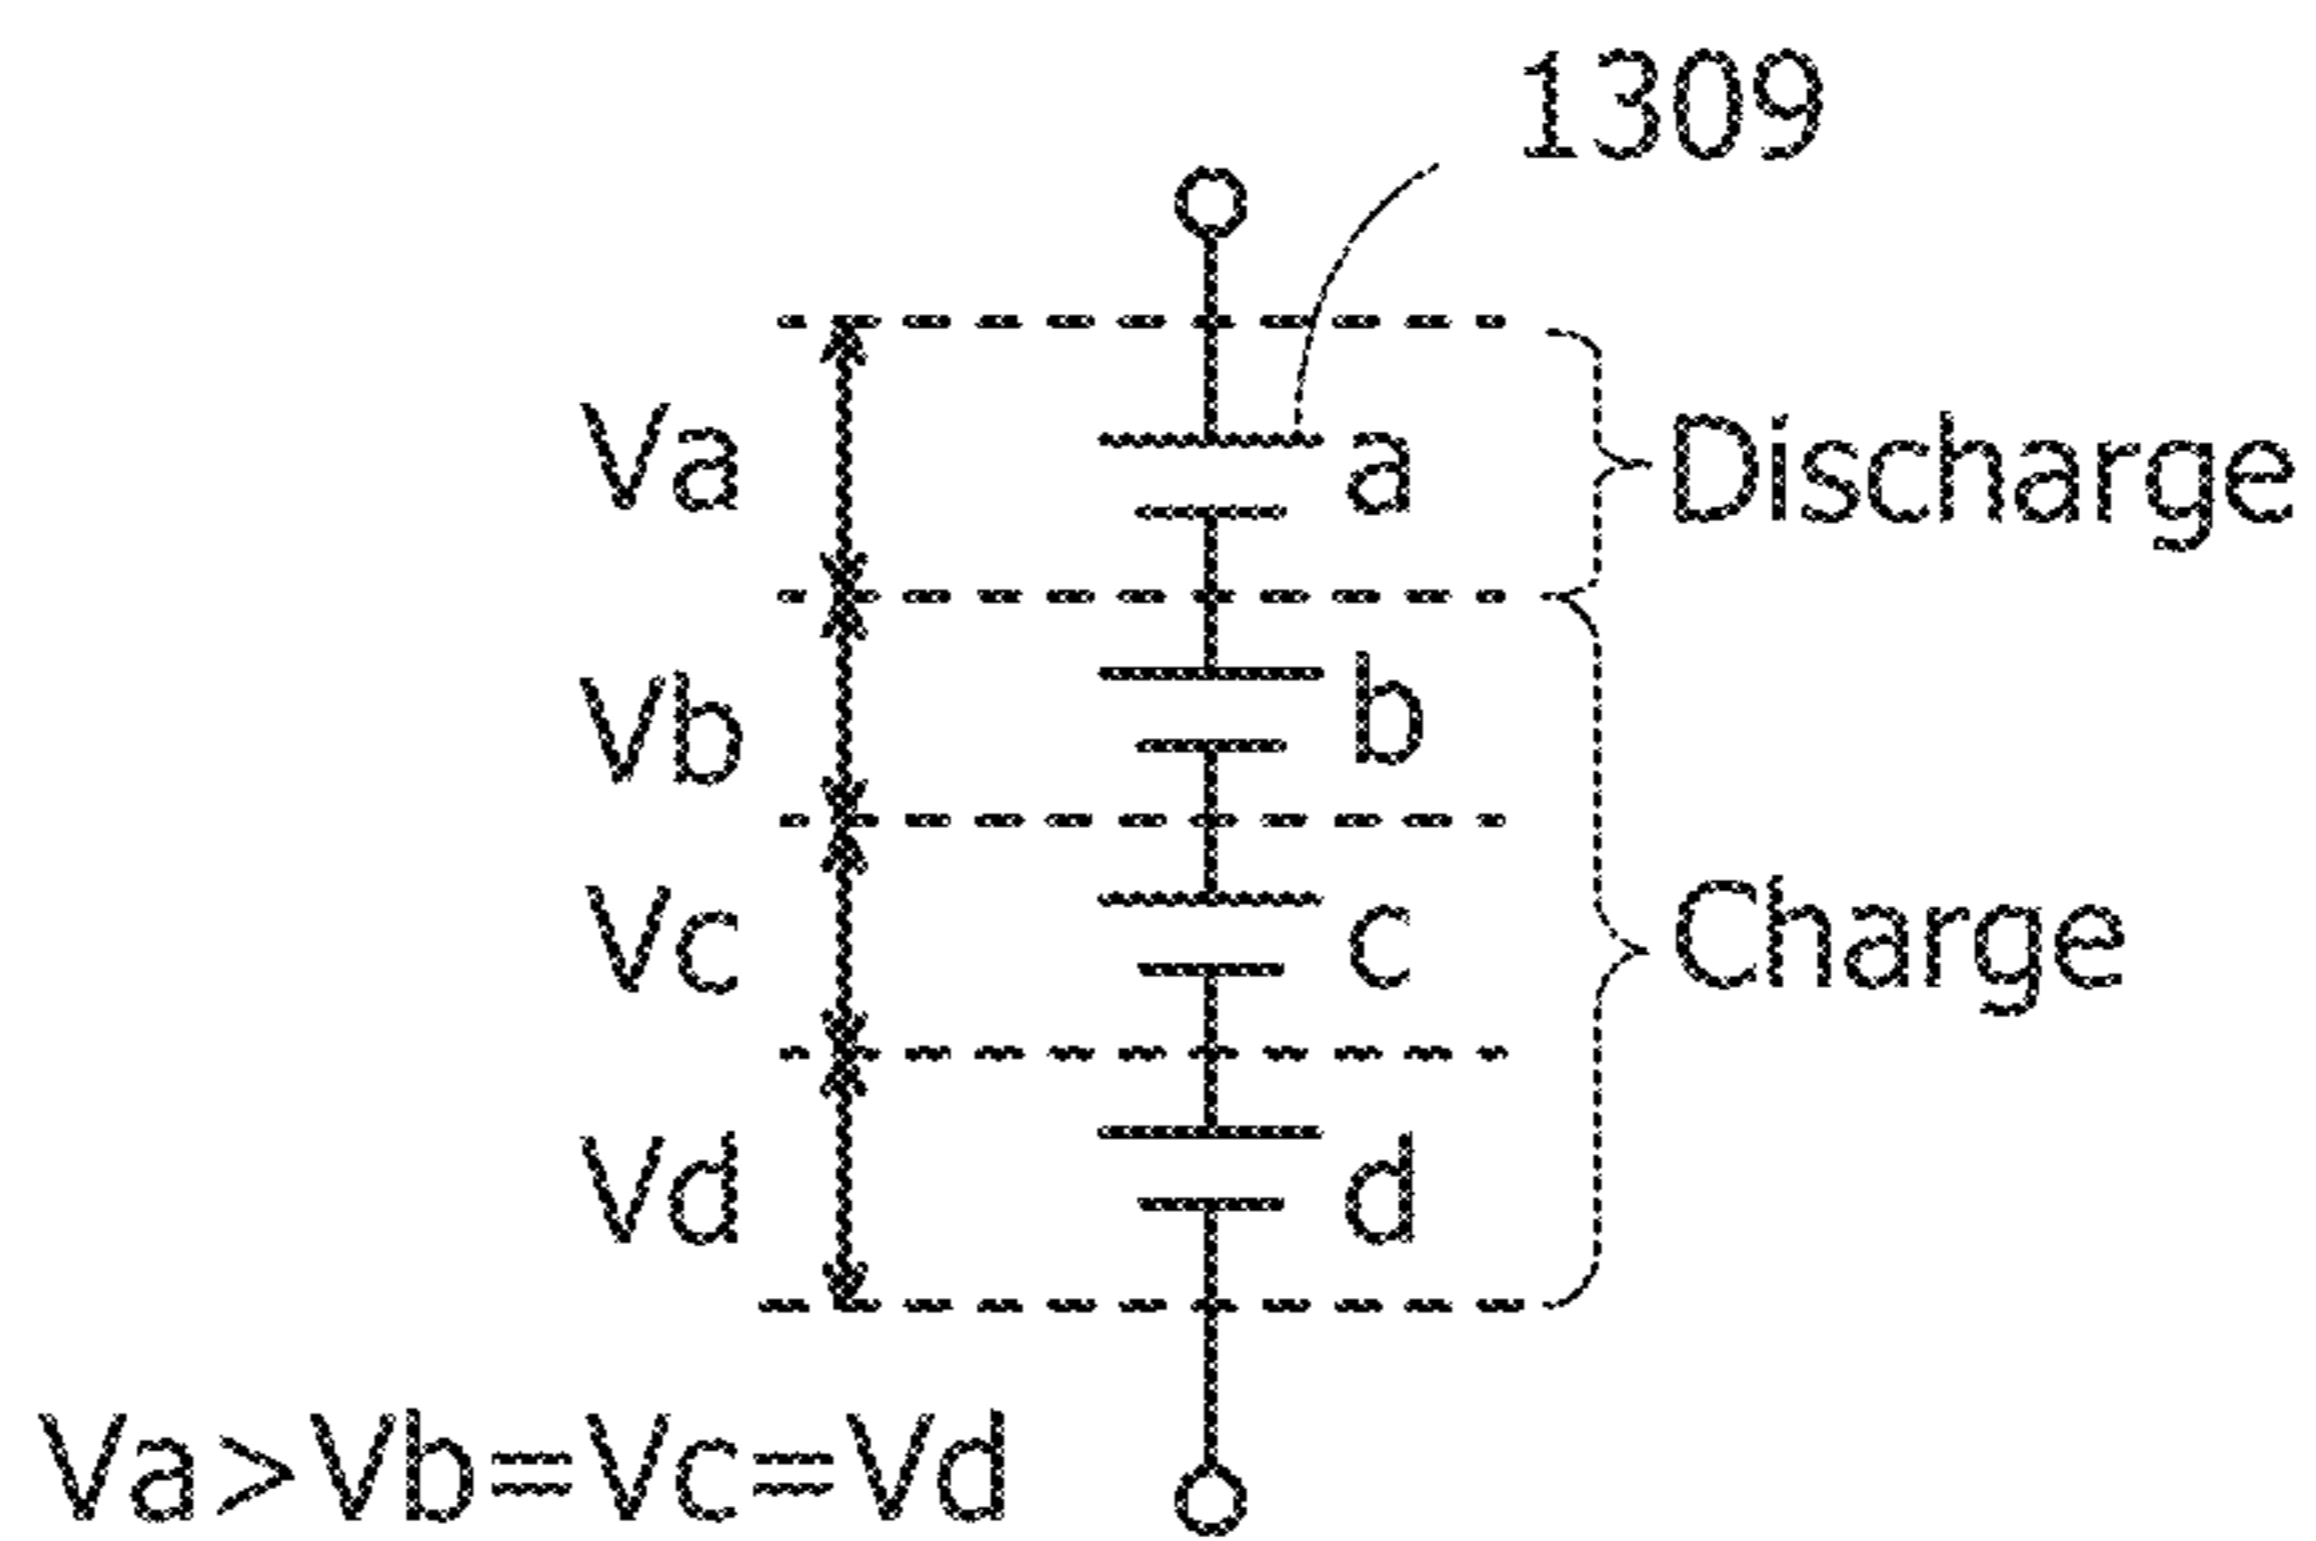 1309
Va
a
Discharge
Vb
b
Vc
c
Charge
Vd
d
Va>Vb=Vc=Vd